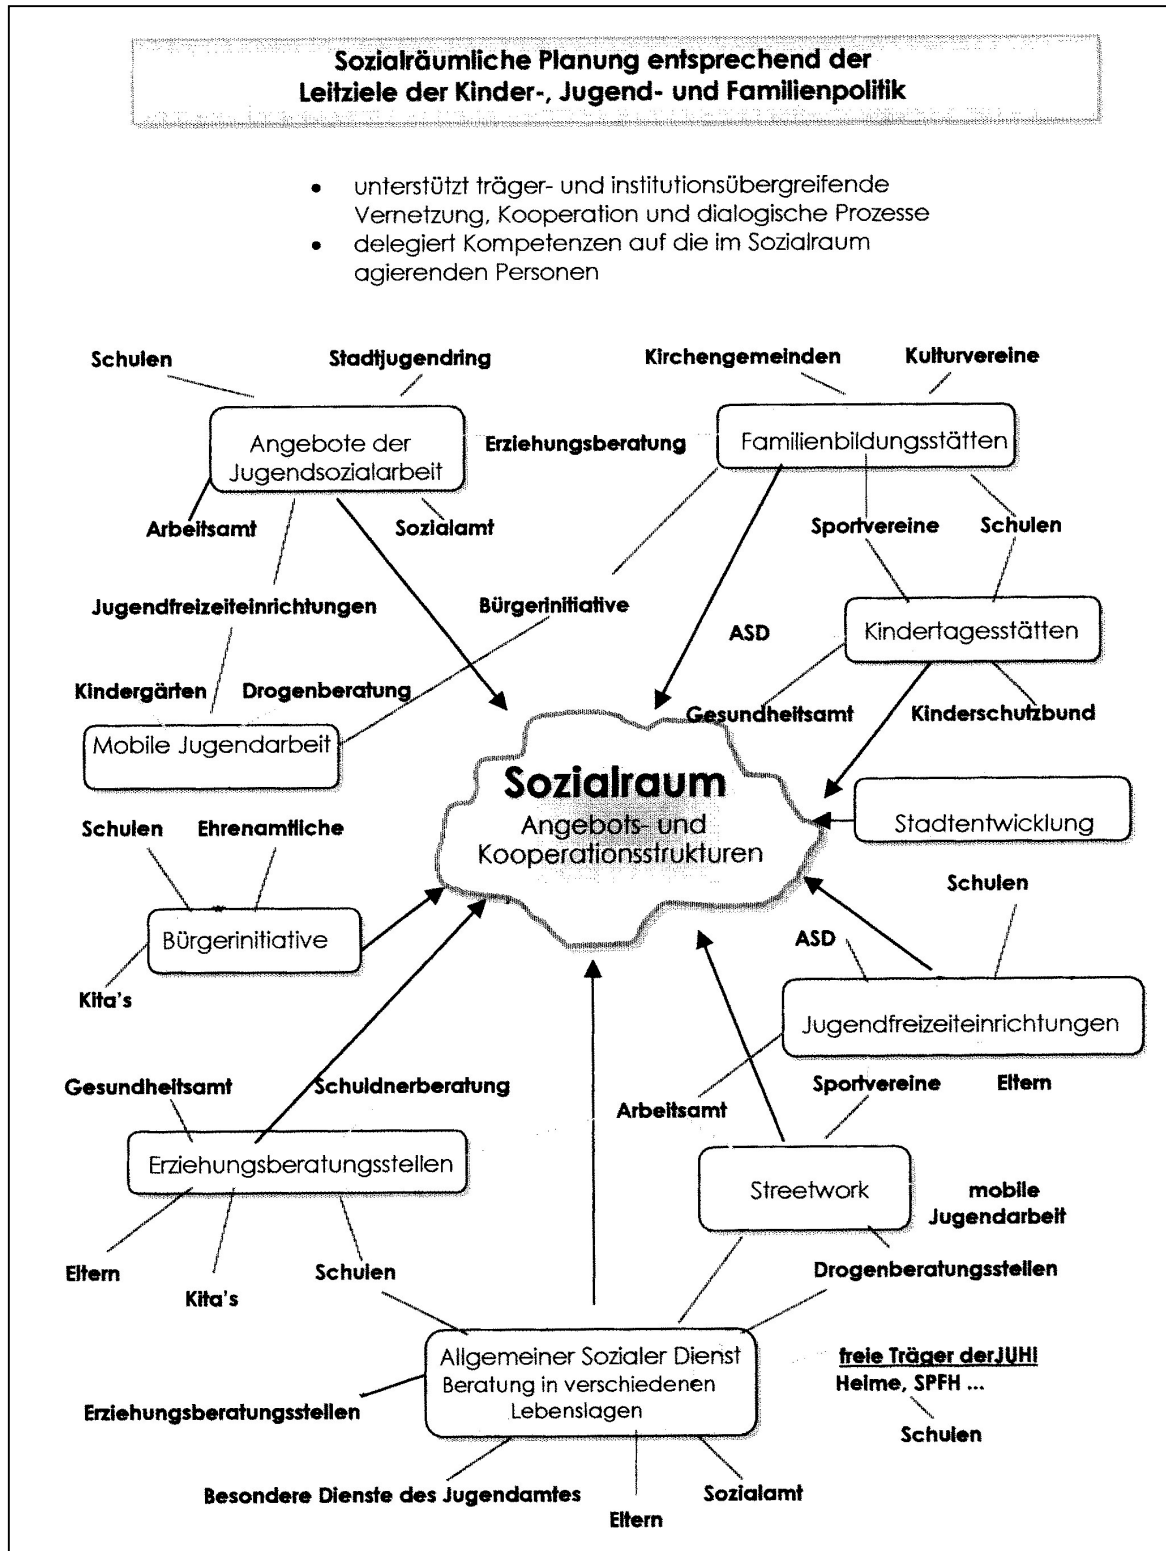 Sozialräumliche Planung entsprechend der
Leitziele der Kinder-, Jugend- und Familienpolitik
• unterstützt träger- und institutionsübergreifende
Vernetzung, Kooperation und dialogische Prozesse
• delegiert Kompetenzen auf die im Sozialraum
agierenden Personen
Schulen
Stadtjugendring
Kirchengemeinden
Kulturvereine
Angebote der
Jugendsozialarbeit
Erziehungsberatung
Familienbildungsstätten
Arbeitsamt
Sozialamt
Sportvereine
Schulen
Jugendfreizeiteinrichtungen
Bürgerinitiative
ASD
Kindertagesstätten
Kindergärten
Drogenberatung
Gesundheitsamt
Kinderschutzbund
Mobile Jugendarbeit
Sozialraum
Angebots- und
Kooperationsstrukturen
Stadtentwicklung
Schulen
Ehrenamtliche
Schulen
Bürgerinitiative
ASD
Kita's
Jugendfreizeiteinrichtungen
Gesundheitsamt
Schuldnerberatung
Sportvereine
Eltern
Arbeitsamt
Erziehungsberatungsstellen
Streetwork
mobile
Jugendarbeit
Eltern
Kita's
Schulen
Drogenberatungsstellen
Allgemeiner Sozialer Dienst
Beratung in verschiedenen
Lebenslagen
freie Träger derJUHI
Heime, SPFH ...
Erziehungsberatungsstellen
Schulen
Besondere Dienste des Jugendamtes
Eltern
Sozialamt